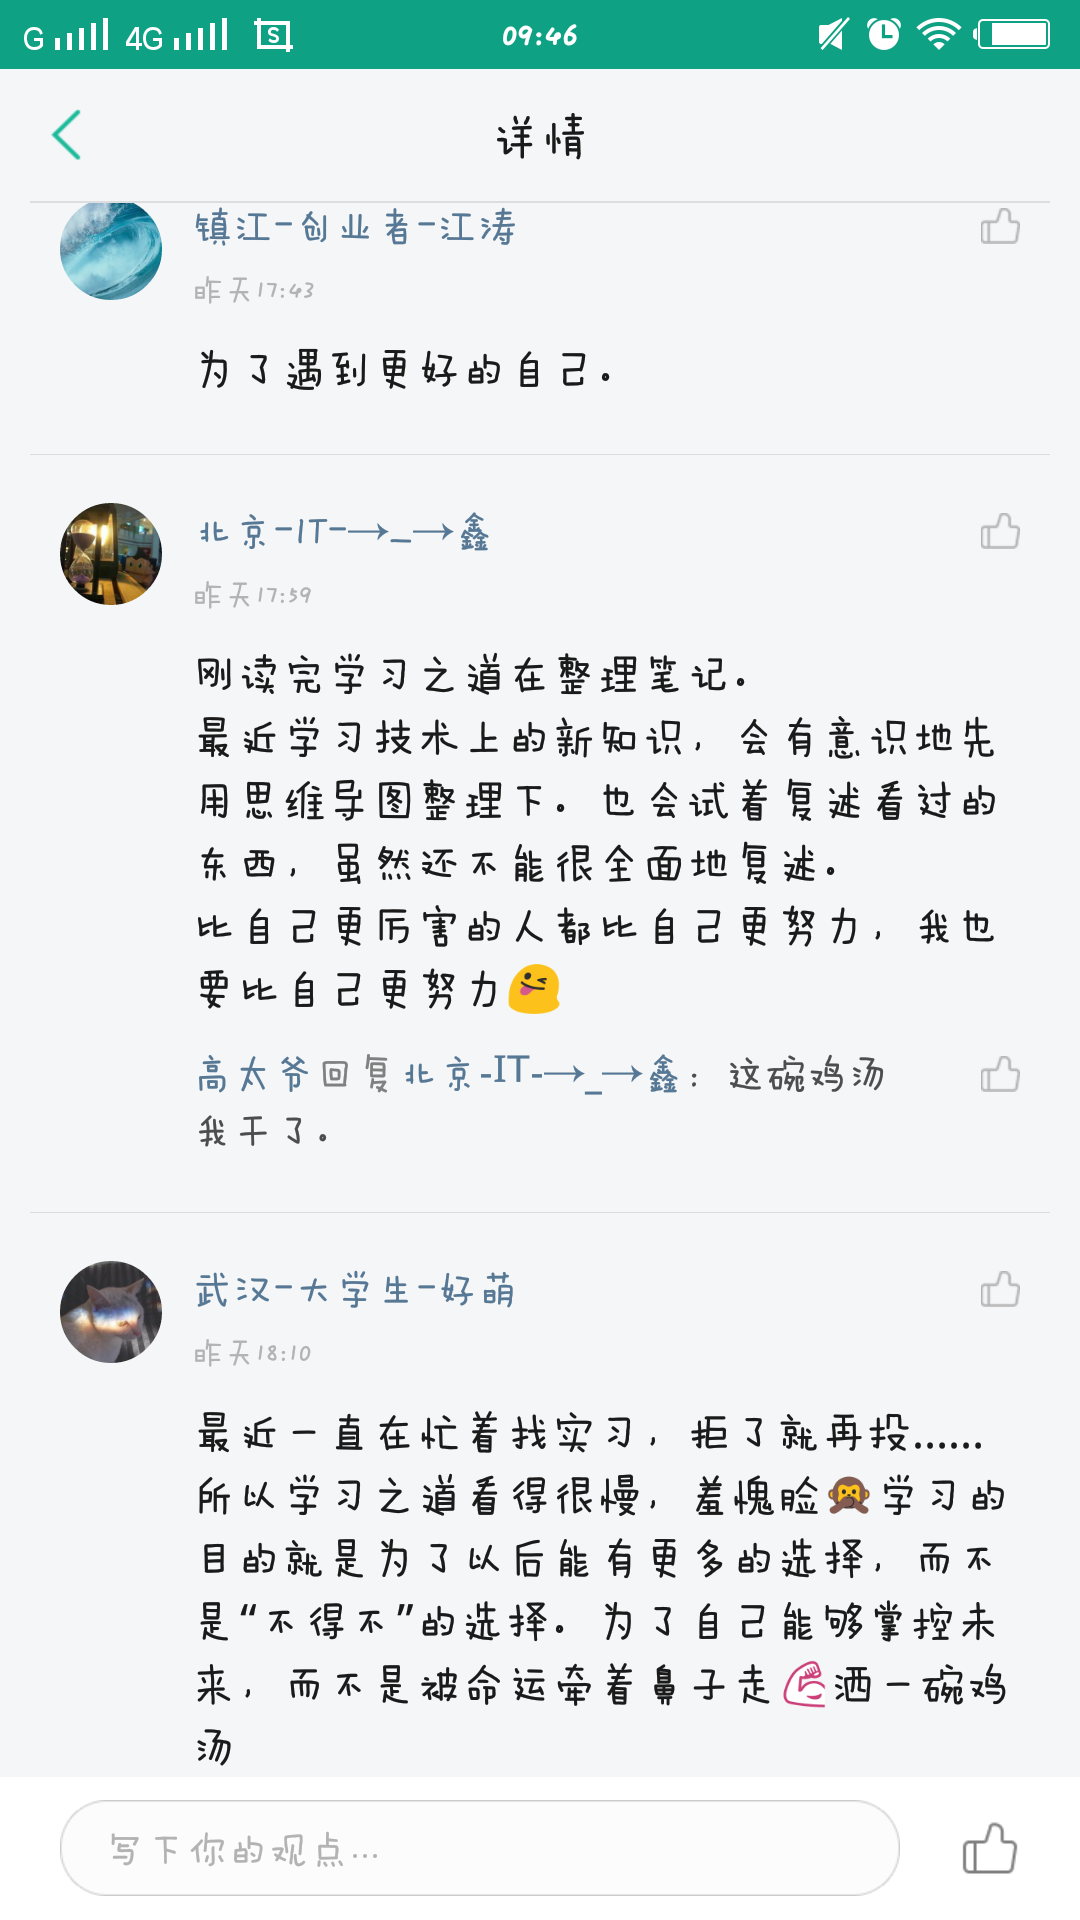 G 4G S 09:46
详情
镇江-创业者-江涛
昨天17:43
为了遇到更好的自己。
北京-IT-→_→鑫
昨天17:59
刚读完学习之道在整理笔记。
最近学习技术上的新知识，会有意识地先
用思维导图整理下。也会试着复述看过的
东西，虽然还不能很全面地复述。
比自己更厉害的人都比自己更努力，我也
要比自己更努力😜
高太爷回复北京-IT-→_→鑫：这碗鸡汤
我干了。
武汉-大学生-好萌
昨天18:10
最近一直在忙着找实习，拒了就再投......
所以学习之道看得很慢，羞愧脸🙊学习的
目的就是为了以后能有更多的选择，而不
是“不得不”的选择。为了自己能够掌控未
来，而不是被命运牵着鼻子走💪洒一碗鸡
汤
写下你的观点...